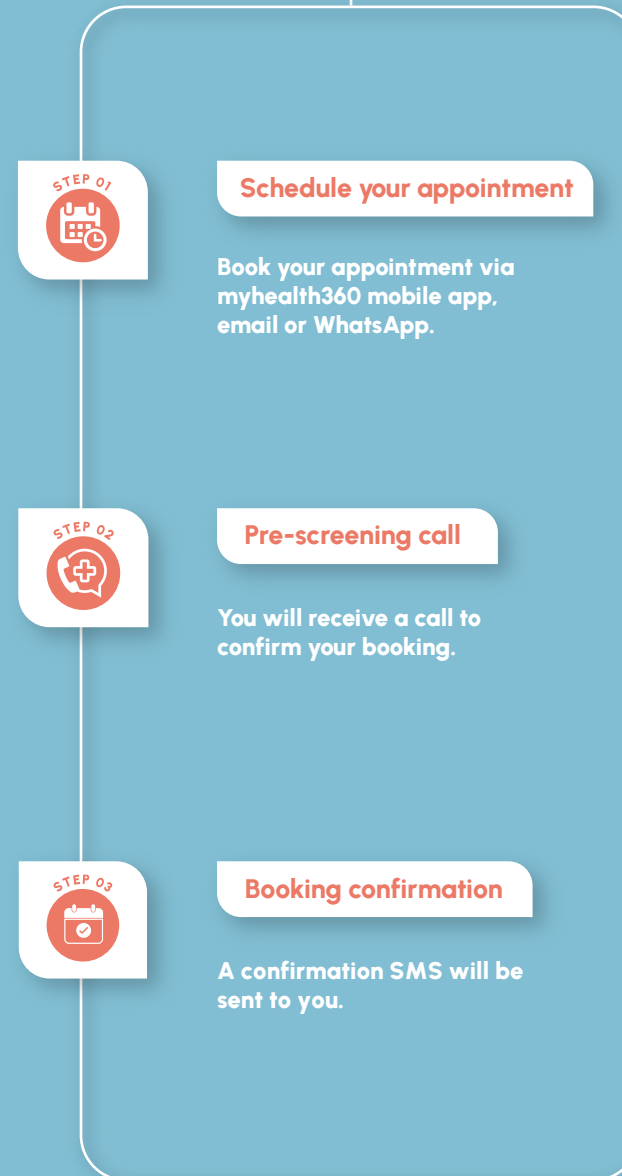 STEP 01
Schedule your appointment
Book your appointment via
myhealth360 mobile app,
email or WhatsApp.
STEP 02
Pre-screening call
You will receive a call to
confirm your booking.
STEP 03
Booking confirmation
A confirmation SMS will be
sent to you.